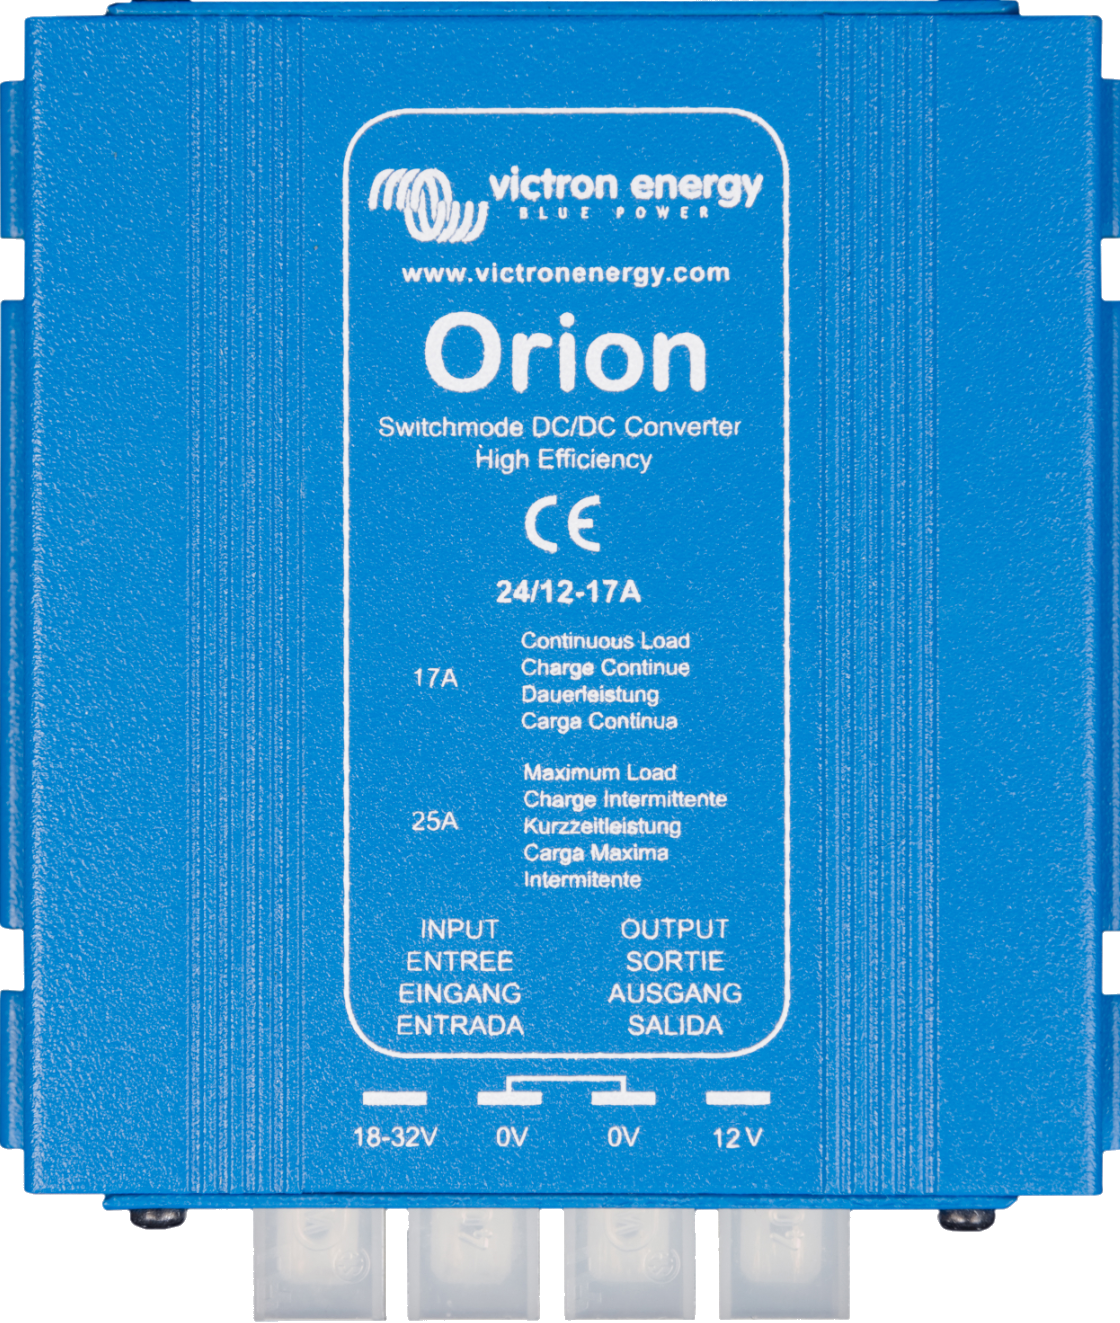 victron energy
BLUE POWER
www.victronenergy.com
Orion
Switchmode DC/DC Converter
High Efficiency
CE
24/12-17A
17A
Continuous Load
Charge Continue
Dauerleistung
Carga Continua
25A
Maximum Load
Charge Intermittente
Kurzzeitleistung
Carga Maxima
Intermitente
INPUT OUTPUT
ENTREE SORTIE
EINGANG AUSGANG
ENTRADA SALIDA
18-32V 0V 0V 12V